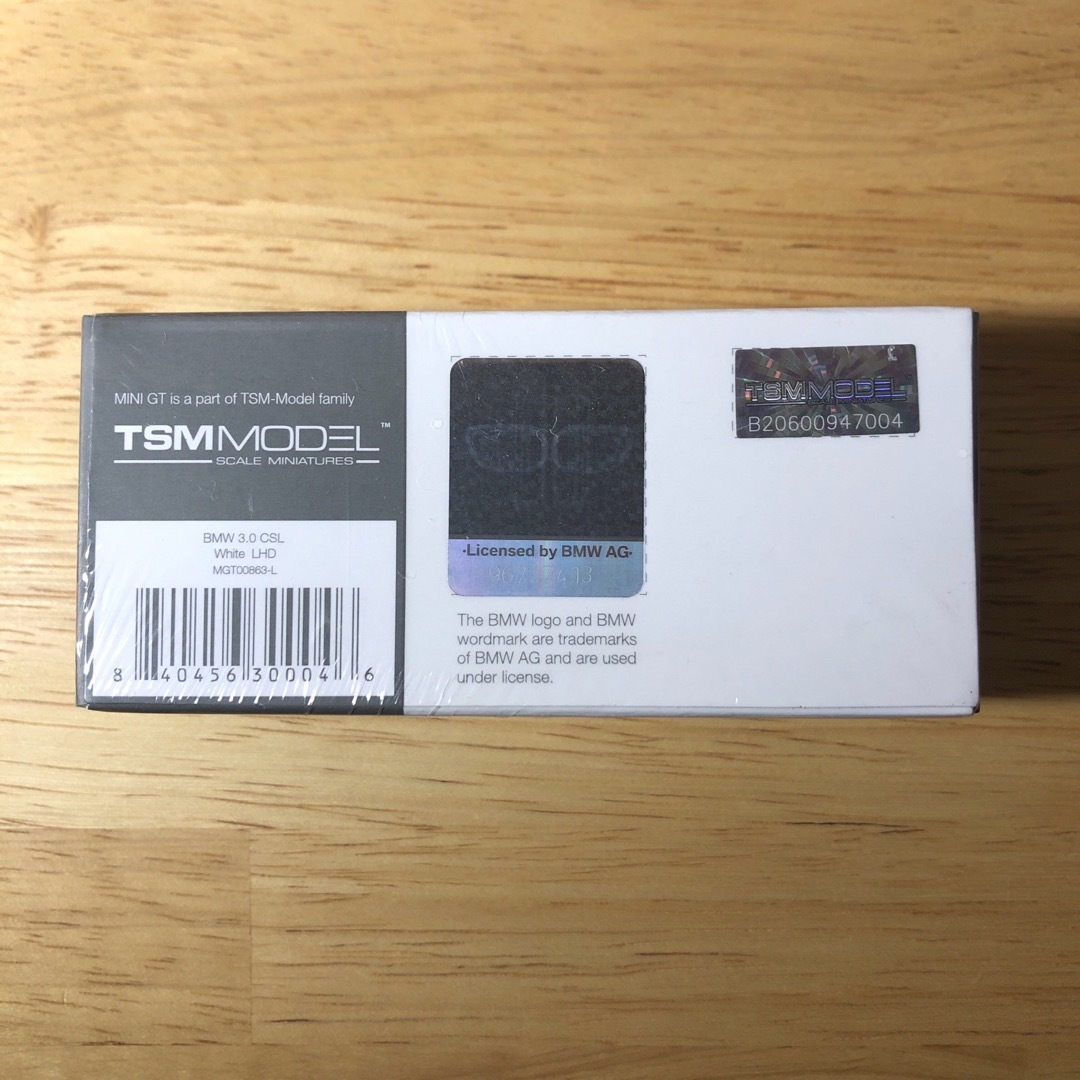 MINI GT is a part of TSM-Model family
TSMMODEL™
SCALE MINIATURES
BMW 3.0 CSL
White LHD
MGT00863-L
8 40456 30004 6
·Licensed by BMW AG·
The BMW logo and BMW
wordmark are trademarks
of BMW AG and are used
under license.
TSMMODEL
B20600947004